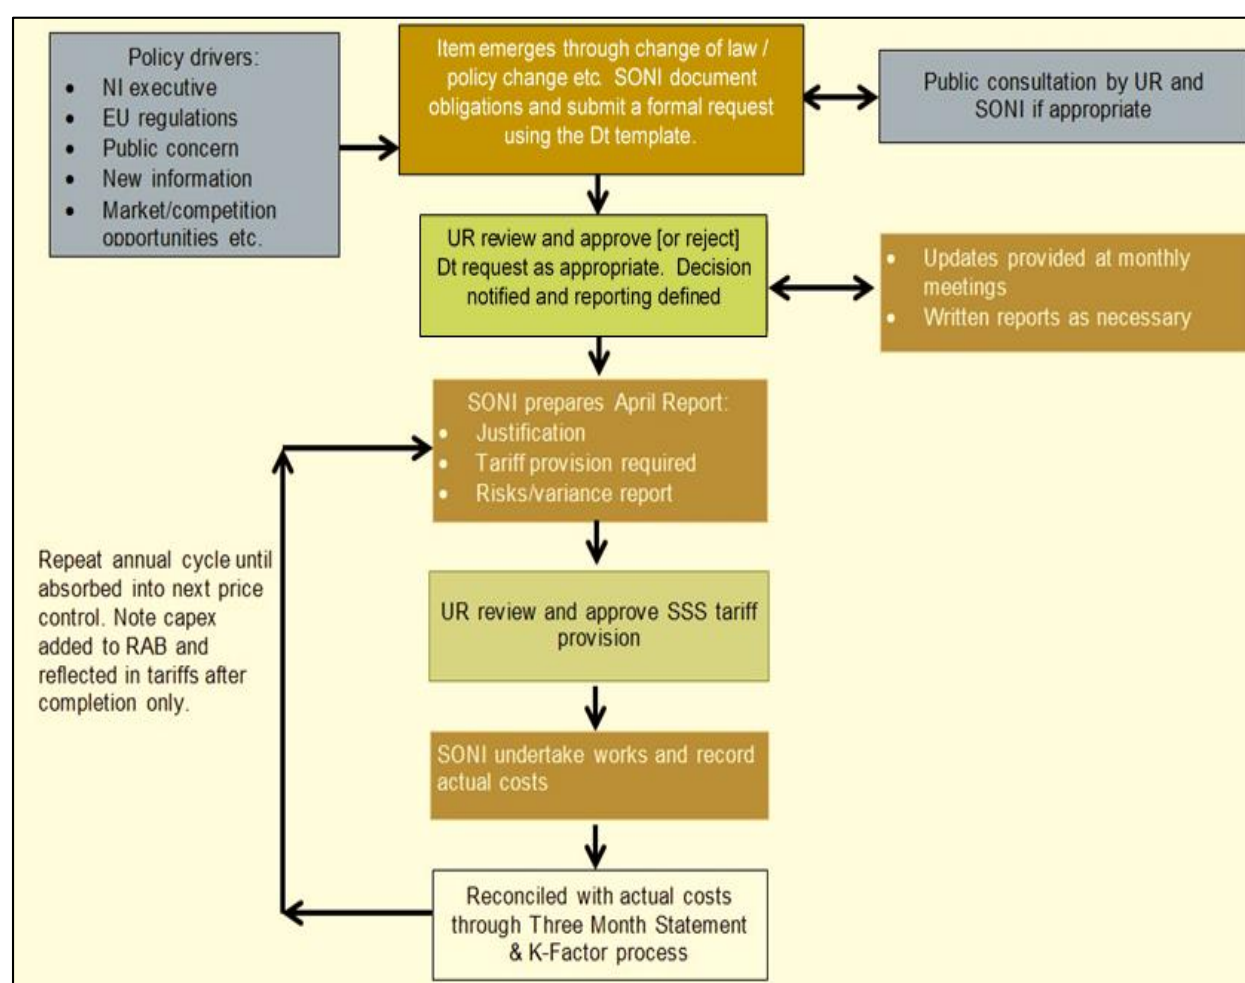 Policy drivers:
• NI executive
• EU regulations
• Public concern
• New information
• Market/competition
opportunities etc.
Item emerges through change of law /
policy change etc. SONI document
obligations and submit a formal request
using the Dt template.
Public consultation by UR and
SONI if appropriate
UR review and approve [or reject]
Dt request as appropriate. Decision
notified and reporting defined
• Updates provided at monthly
meetings
• Written reports as necessary
SONI prepares April Report:
• Justification
• Tariff provision required
• Risks/variance report
Repeat annual cycle until
absorbed into next price
control. Note capex
added to RAB and
reflected in tariffs after
completion only.
UR review and approve SSS tariff
provision
SONI undertake works and record
actual costs
Reconciled with actual costs
through Three Month Statement
& K-Factor process